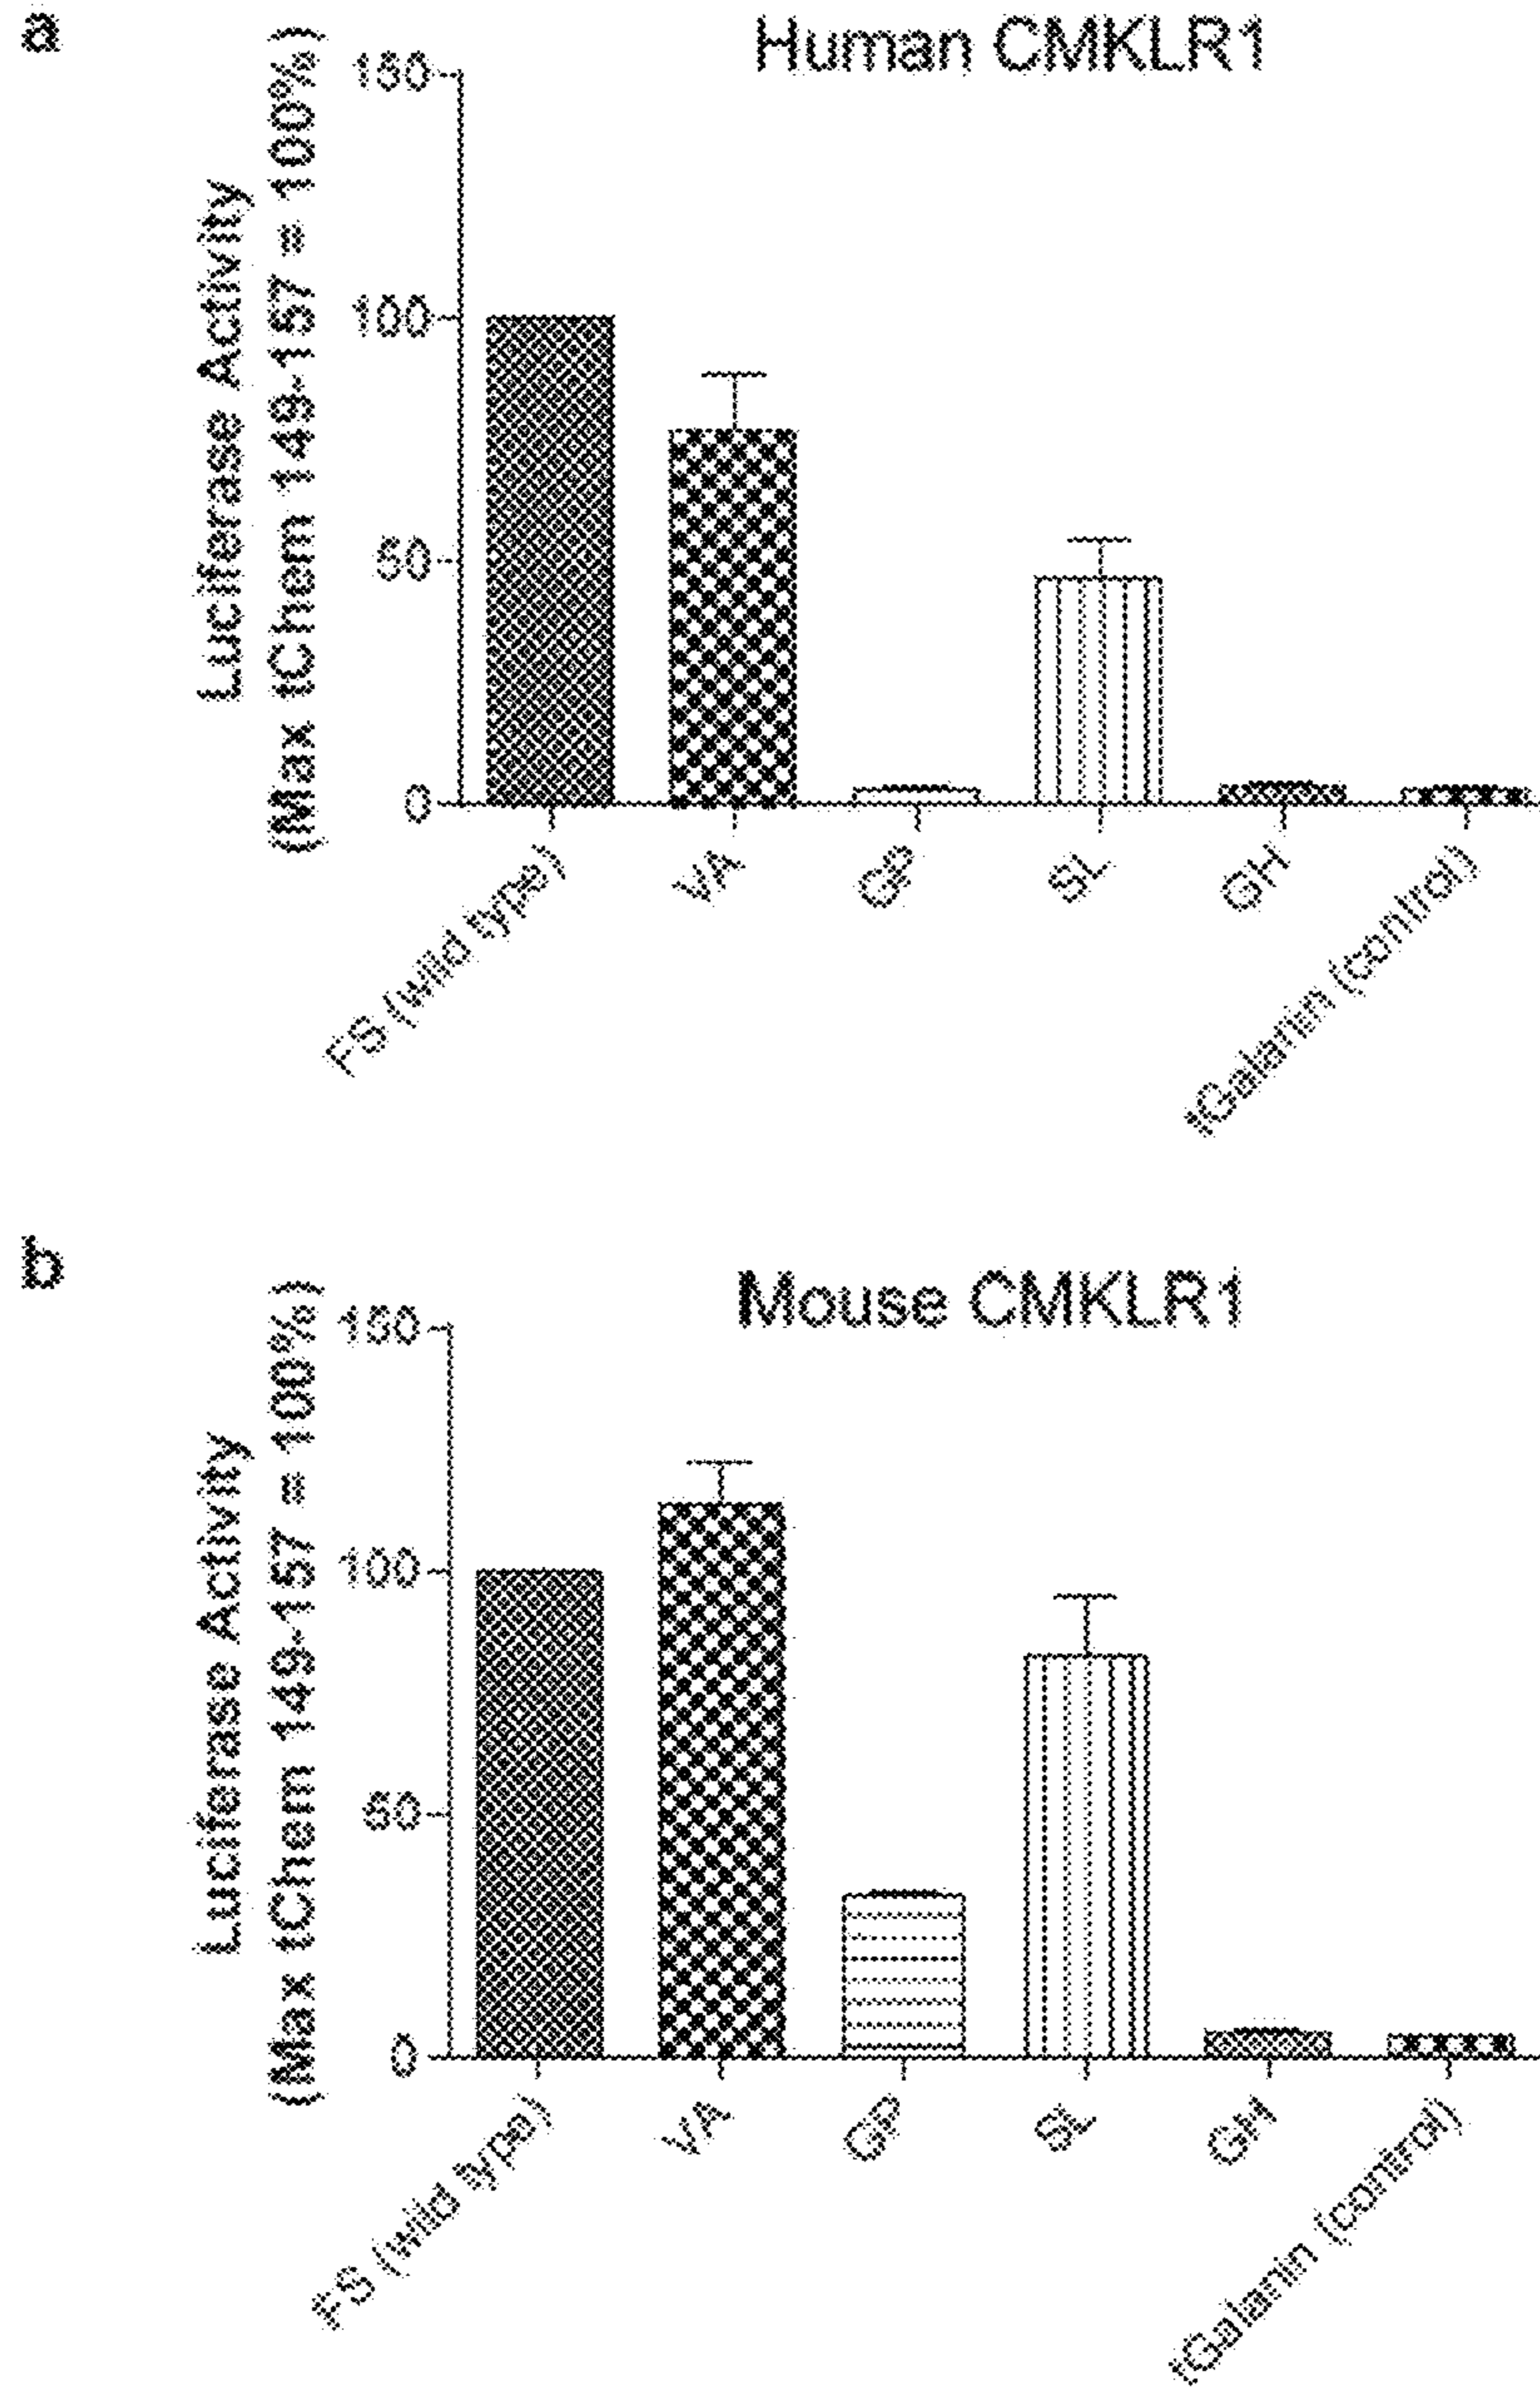 a
Human CMKLR1
Luciferase Activity
(Max tChem 149-157 = 100%)
150
100
50
0
FS (wild type)
VA
GP
SL
GH
tGalanin (control)
b
Mouse CMKLR1
Luciferase Activity
(Max tChem 149-157 = 100%)
150
100
50
0
FS (wild type)
VA
GP
SL
GH
tGalanin (control)